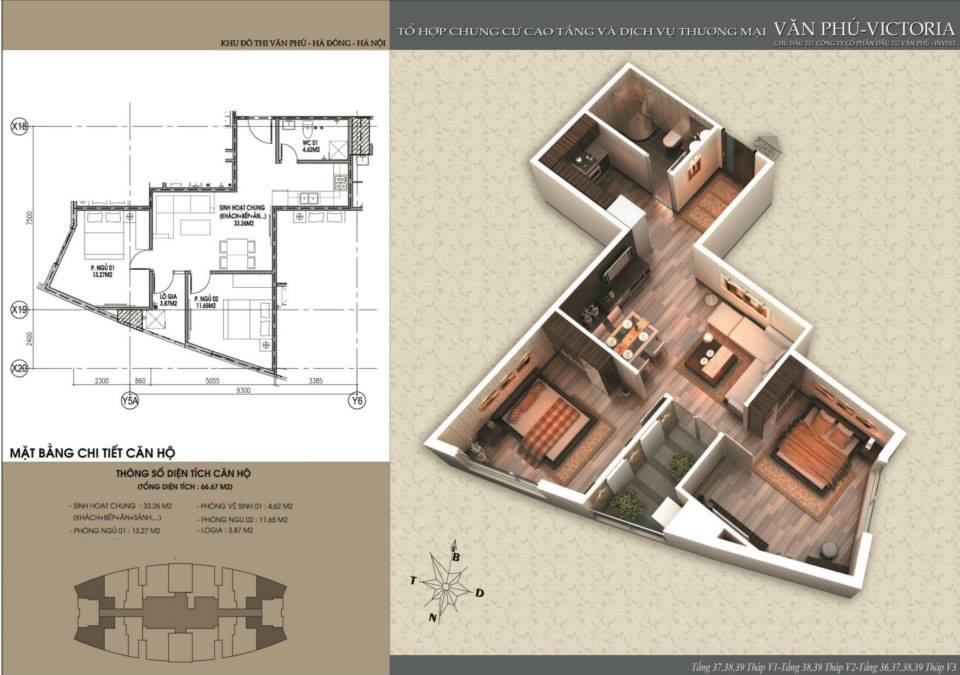 KHU ĐÔ THI VĂN PHÚ - HÀ ĐÔNG - HÀ NỘI
TỔ HỢP CHUNG CƯ CAO TẦNG VÀ DỊCH VỤ THƯƠNG MẠI VĂN PHÚ-VICTORIA
CHỦ ĐẦU TƯ: CÔNG TY CỔ PHẦN ĐẦU TƯ VĂN PHÚ - INVEST
X18
WC 01
4.62M2
7500
SINH HOẠT CHUNG
(KHÁCH+BẾP+ĂN...)
33.26M2
P. NGỦ 01
13.27M2
LÔ GIA
3.87M2
P. NGỦ 02
11.65M2
X19
2400
X20
2300
860
5055
3385
9300
Y5A
Y6
MẶT BẰNG CHI TIẾT CĂN HỘ
THÔNG SỐ DIỆN TÍCH CĂN HỘ
(TỔNG DIỆN TÍCH : 66.67 M2)
- SINH HOẠT CHUNG : 33.26 M2
(KHÁCH+BẾP+ĂN+SẢNH,...)
- PHÒNG NGỦ 01 : 13,27 M2
- PHÒNG VỆ SINH 01 : 4,62 M2
- PHÒNG NGỦ 02 : 11,65 M2
- LOGIA : 3,87 M2
B
T
D
N
Tầng 37,38,39 Tháp V1-Tầng 38,39 Tháp V2-Tầng 36,37,38,39 Tháp V3